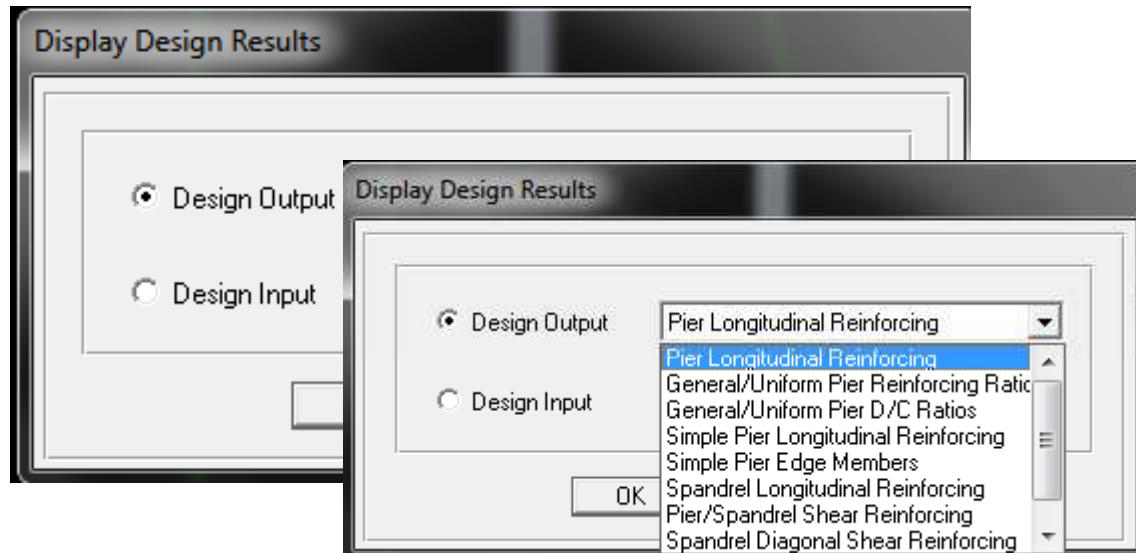 Display Design Results
Design Output
Design Input
Display Design Results
Design Output
Pier Longitudinal Reinforcing
Pier Longitudinal Reinforcing
General/Uniform Pier Reinforcing Ratio
General/Uniform Pier D/C Ratios
Design Input
Simple Pier Longitudinal Reinforcing
Simple Pier Edge Members
Spandrel Longitudinal Reinforcing
OK
Pier/Spandrel Shear Reinforcing
Spandrel Diagonal Shear Reinforcing